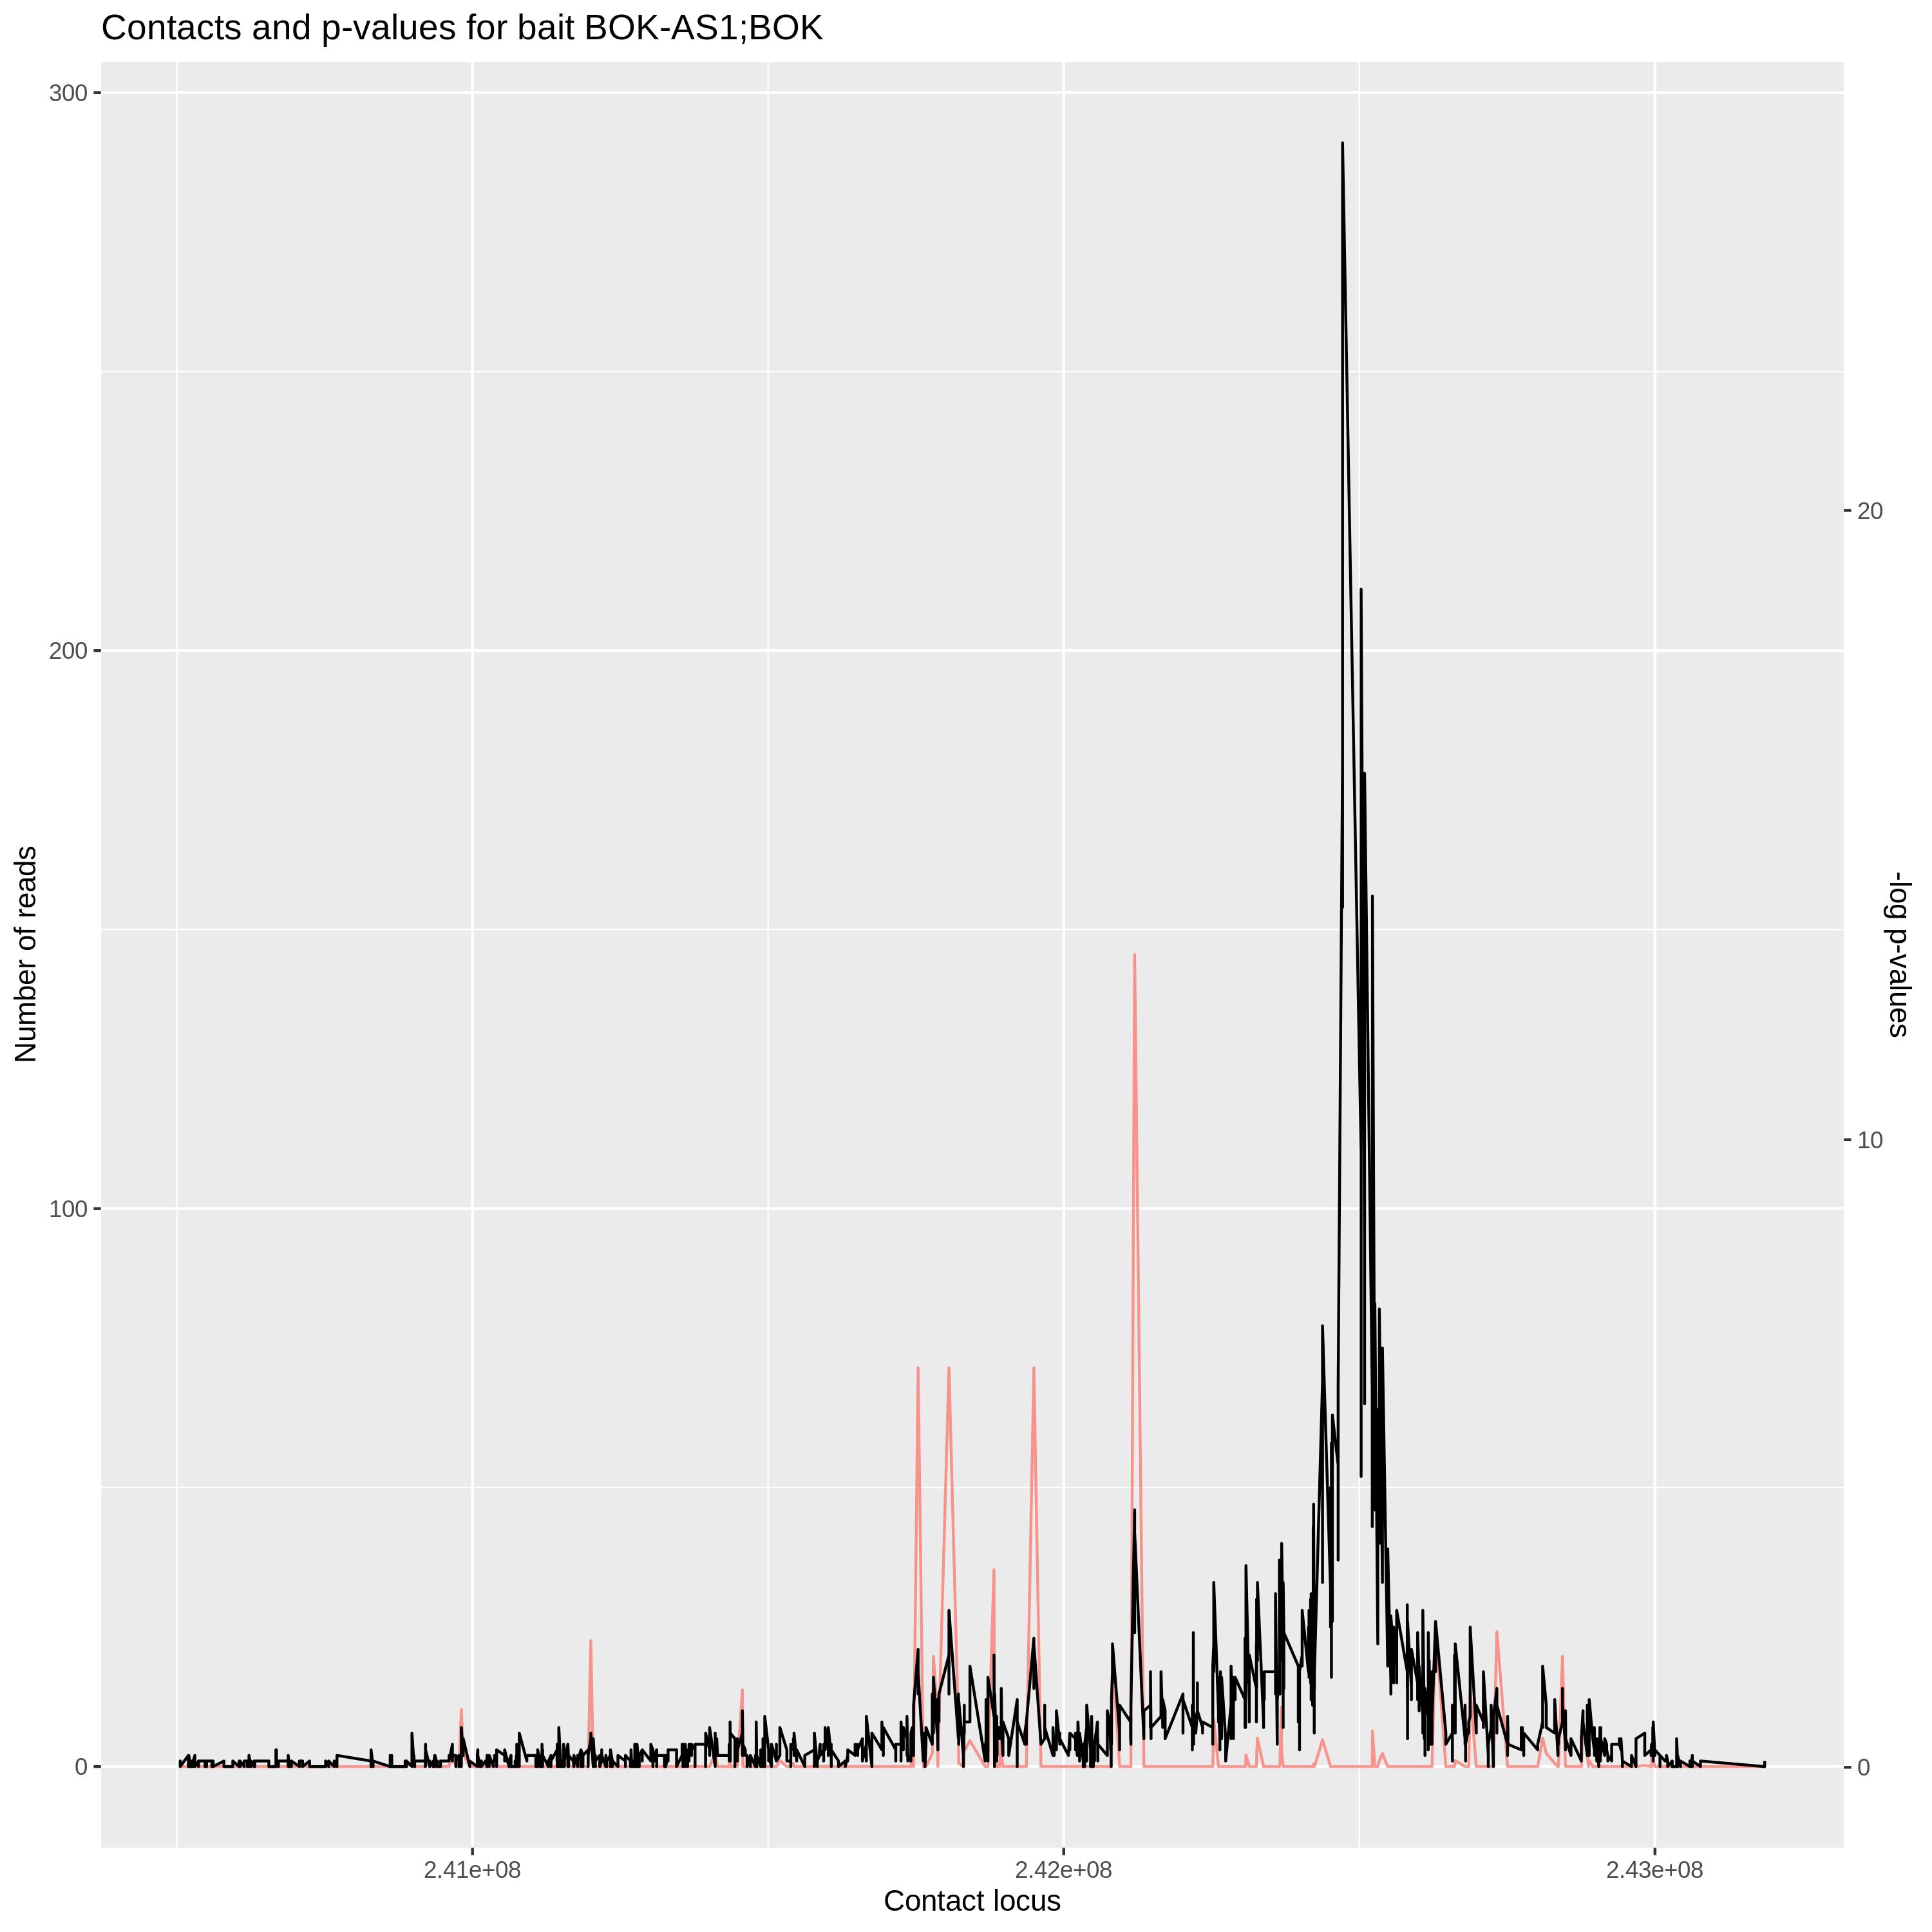 Contacts and p-values for bait BOK-AS1;BOK
300
200
100
0
Number of reads
20
10
0
-log p-values
2.41e+08
2.42e+08
2.43e+08
Contact locus